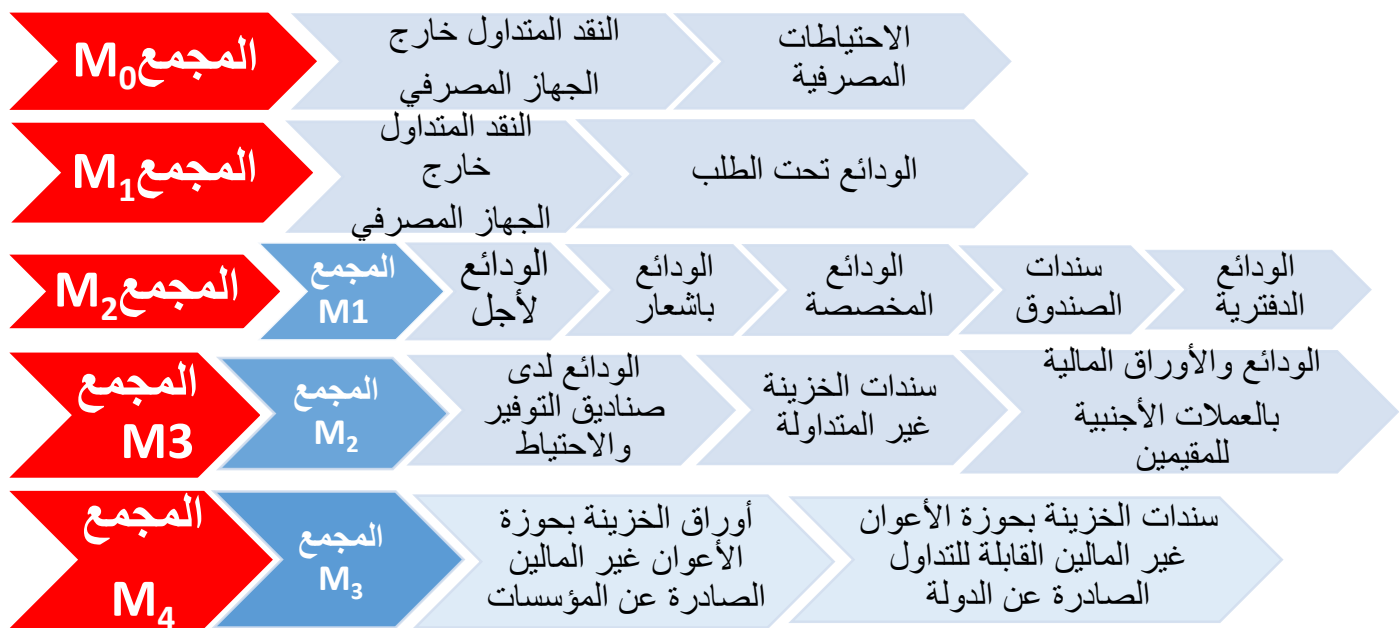 المجمع M₀
النقد المتداول خارج
الجهاز المصرفي
الاحتياطات
المصرفية
المجمع M₁
النقد المتداول
خارج
الجهاز المصرفي
الودائع تحت الطلب
المجمع M₂
المجمع
M1
الودائع
لأجل
الودائع
باشعار
الودائع
المخصصة
سندات
الصندوق
الودائع
الدفترية
المجمع
M3
المجمع
M₂
الودائع لدى
صناديق التوفير
والاحتياط
سندات الخزينة
غير المتداولة
الودائع والأوراق المالية
بالعملات الأجنبية
للمقيمين
المجمع
M₄
المجمع
M₃
أوراق الخزينة بحوزة
الأعوان غير المالين
الصادرة عن المؤسسات
سندات الخزينة بحوزة الأعوان
غير المالين القابلة للتداول
الصادرة عن الدولة